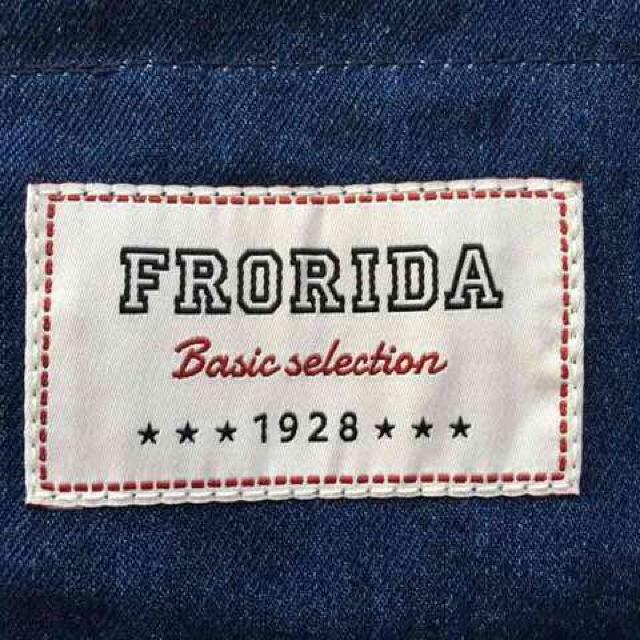 FRORIDA
Basic selection
★★★1928★★★